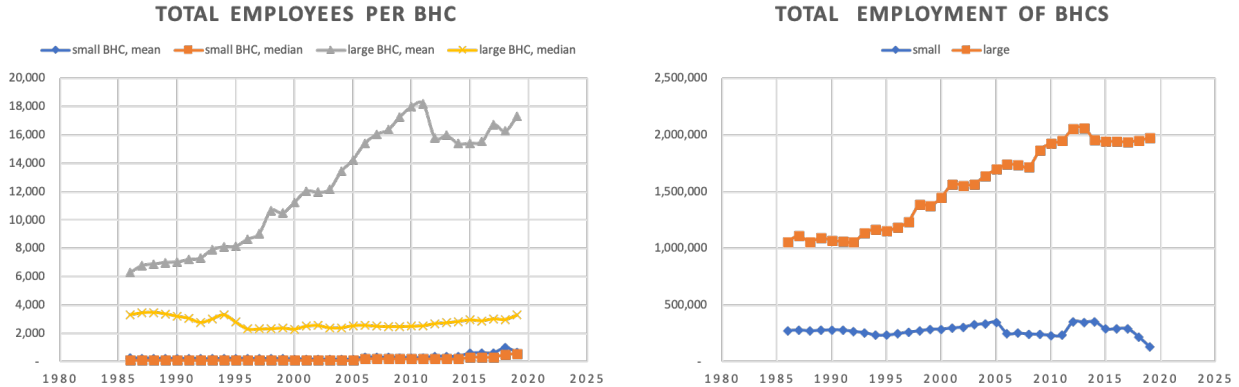 TOTAL EMPLOYEES PER BHC
small BHC, mean small BHC, median large BHC, mean large BHC, median
20,000
18,000
16,000
14,000
12,000
10,000
8,000
6,000
4,000
2,000
-
1980 1985 1990 1995 2000 2005 2010 2015 2020 2025
TOTAL EMPLOYMENT OF BHCS
small large
2,500,000
2,000,000
1,500,000
1,000,000
500,000
-
1980 1985 1990 1995 2000 2005 2010 2015 2020 2025